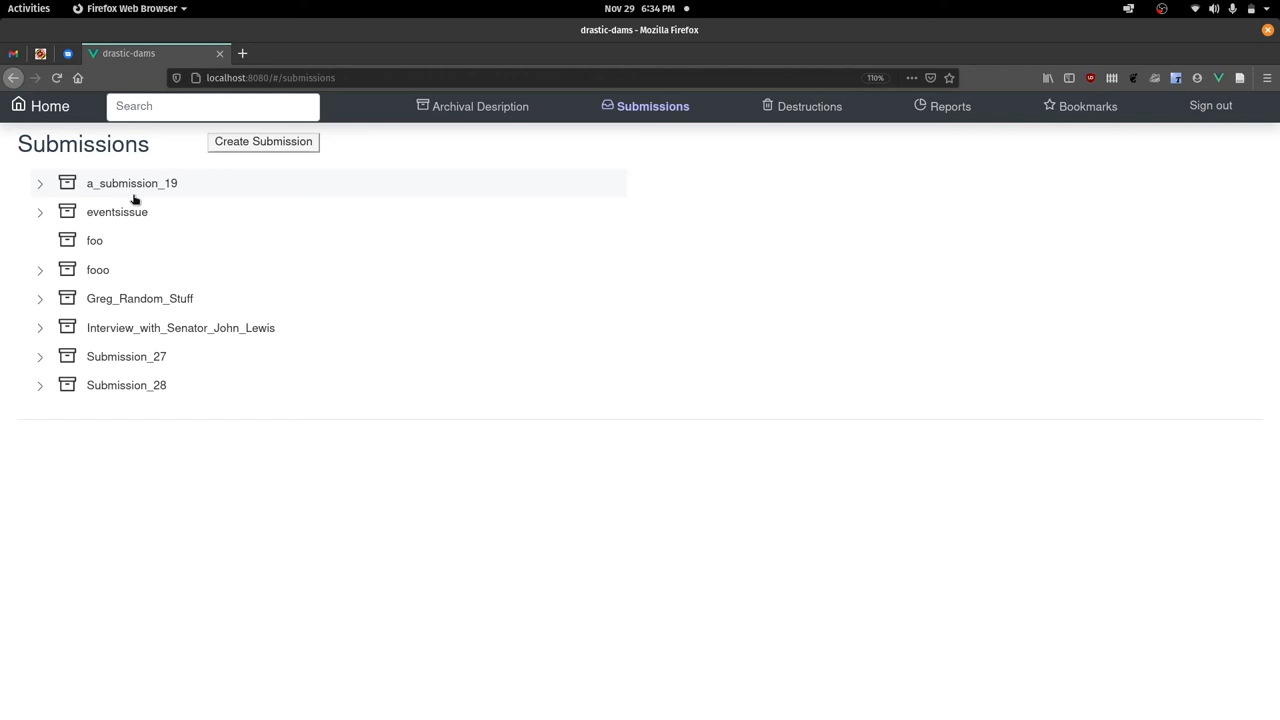 Activities Firefox Web Browser Nov 29 6:34 PM
drastic-dams - Mozilla Firefox
drastic-dams
localhost:8080/#/submissions 110%
Home Search Archival Desription Submissions Destructions Reports Bookmarks Sign out
Submissions Create Submission
a_submission_19
eventsissue
foo
fooo
Greg_Random_Stuff
Interview_with_Senator_John_Lewis
Submission_27
Submission_28